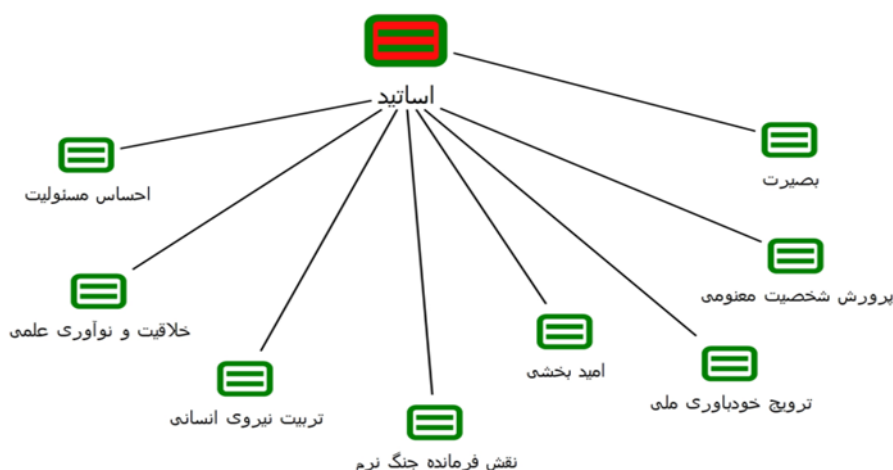 اساتید
بصیرت
احساس مسئولیت
پرورش شخصیت معنومی
خلاقیت و نوآوری علمی
امید بخشی
ترویج خودباوری ملی
تربیت نیروی انسانی
نقش فرمانده جنگ نرم